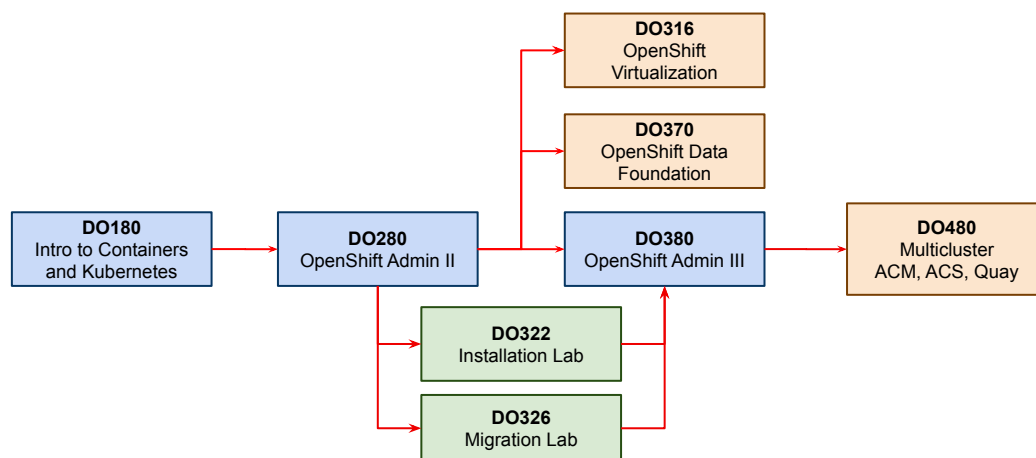 DO316
OpenShift
Virtualization
DO370
OpenShift Data
Foundation
DO180
Intro to Containers
and Kubernetes
DO280
OpenShift Admin II
DO380
OpenShift Admin III
DO480
Multicluster
ACM, ACS, Quay
DO322
Installation Lab
DO326
Migration Lab